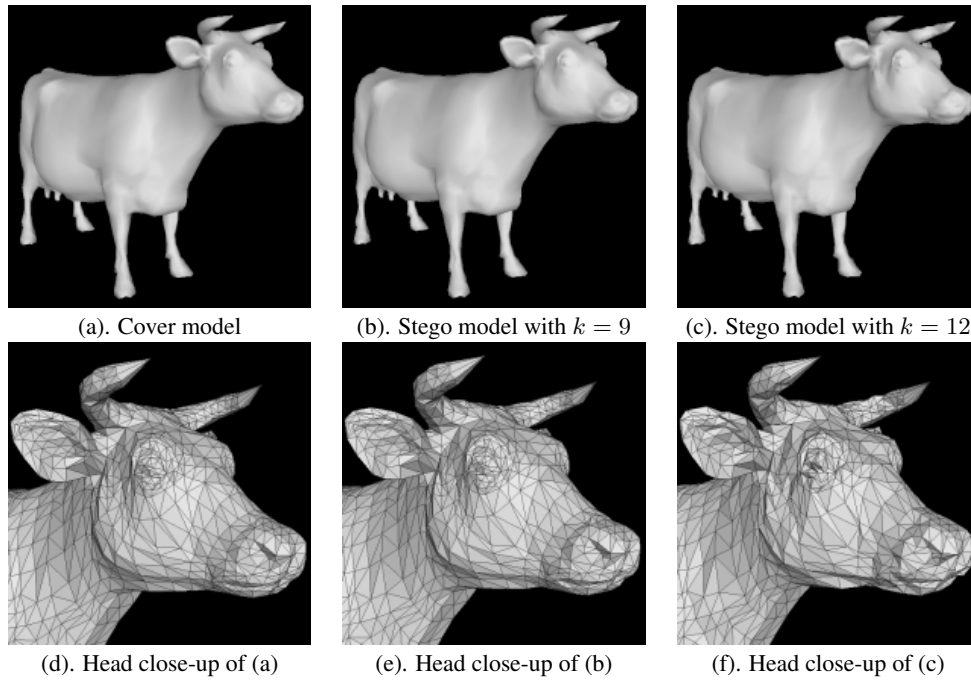 (a). Cover model
(b). Stego model with k = 9
(c). Stego model with k = 12
(d). Head close-up of (a)
(e). Head close-up of (b)
(f). Head close-up of (c)